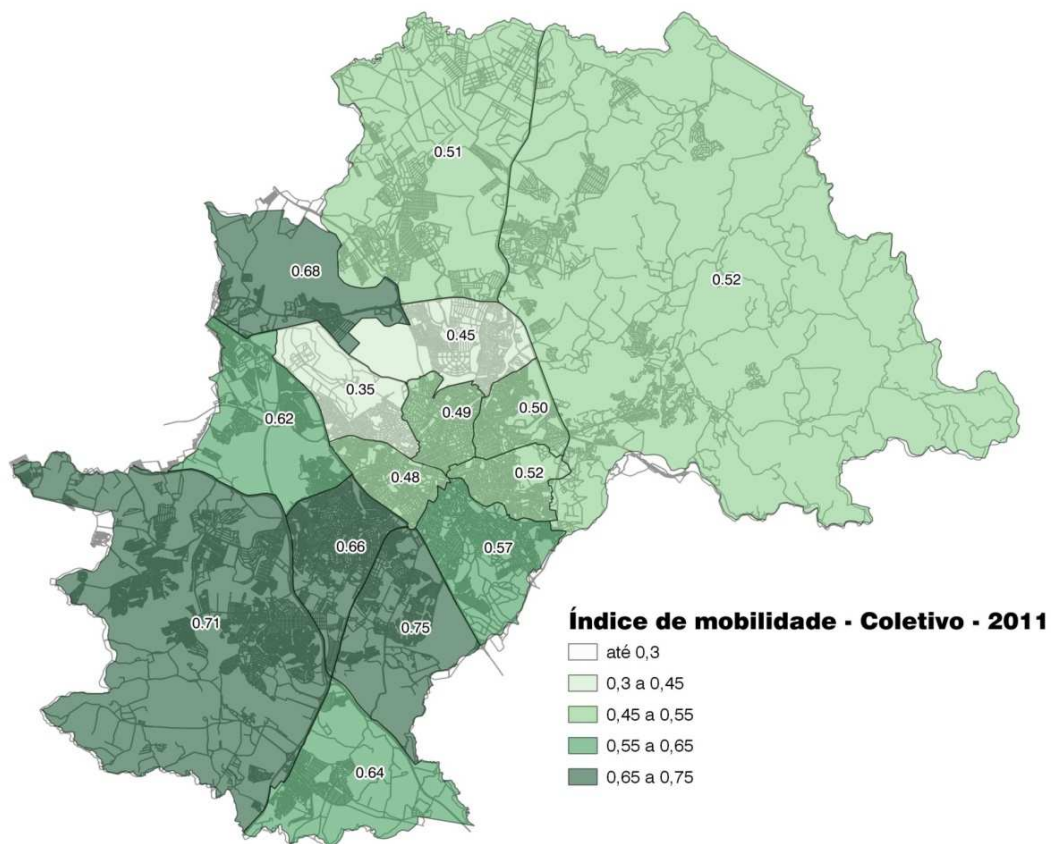 0.51
0.68
0.52
0.45
0.35
0.49
0.50
0.62
0.48
0.52
0.66
0.57
0.71
0.75
0.64
Índice de mobilidade - Coletivo - 2011
até 0,3
0,3 a 0,45
0,45 a 0,55
0,55 a 0,65
0,65 a 0,75